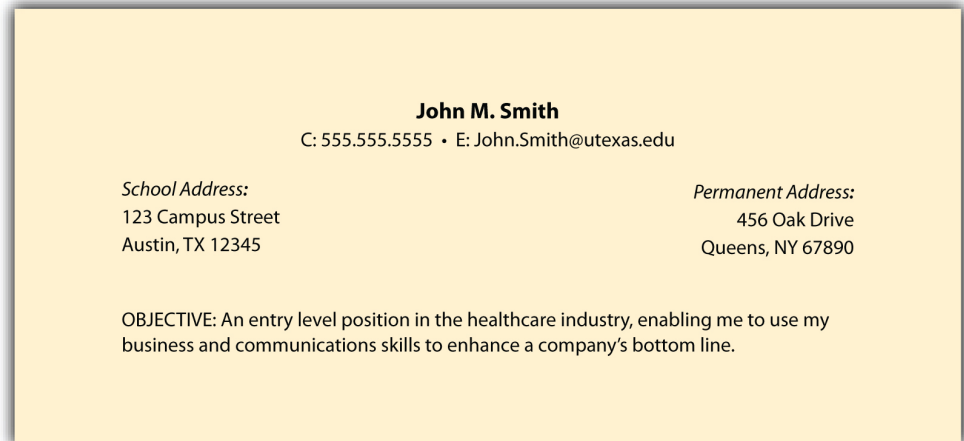 John M. Smith
C: 555.555.5555 • E: John.Smith@utexas.edu
School Address:
123 Campus Street
Austin, TX 12345
Permanent Address:
456 Oak Drive
Queens, NY 67890
OBJECTIVE: An entry level position in the healthcare industry, enabling me to use my
business and communications skills to enhance a company’s bottom line.